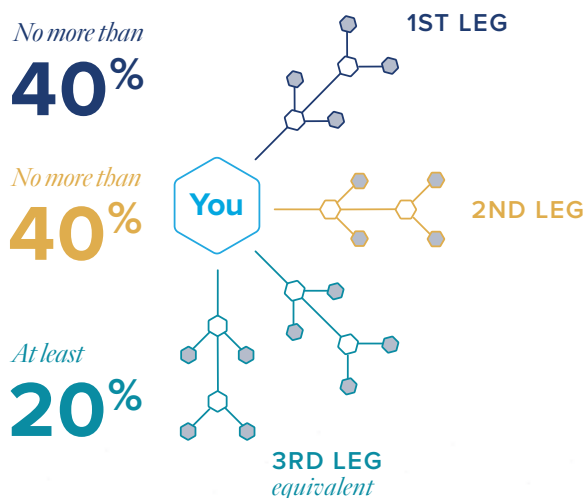 No more than
40%
1ST LEG
No more than
40%
You
2ND LEG
At least
20%
3RD LEG
equivalent